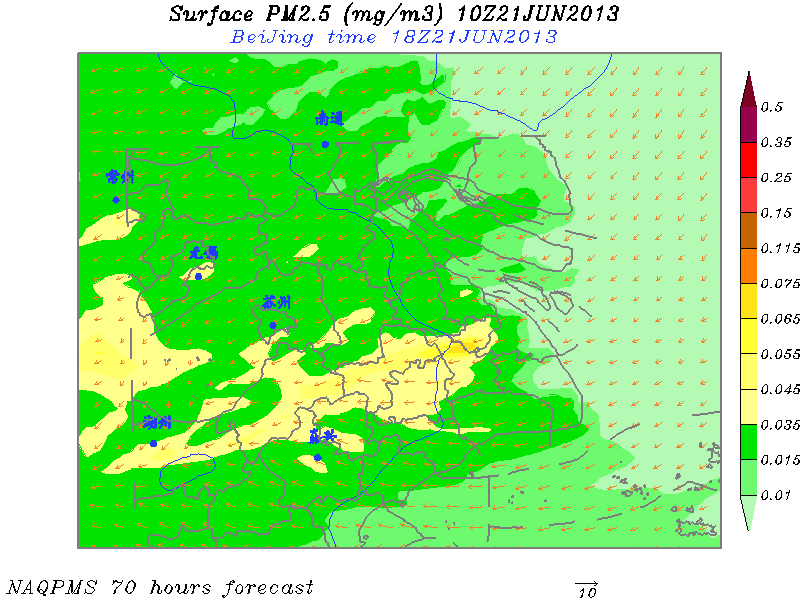 Surface PM2.5 (mg/m3) 10Z21JUN2013
BeiJing time 18Z21JUN2013
南通
常州
无锡
苏州
湖州
嘉兴
0.5
0.35
0.25
0.15
0.115
0.075
0.065
0.055
0.045
0.035
0.015
0.01
NAQPMS 70 hours forecast
10